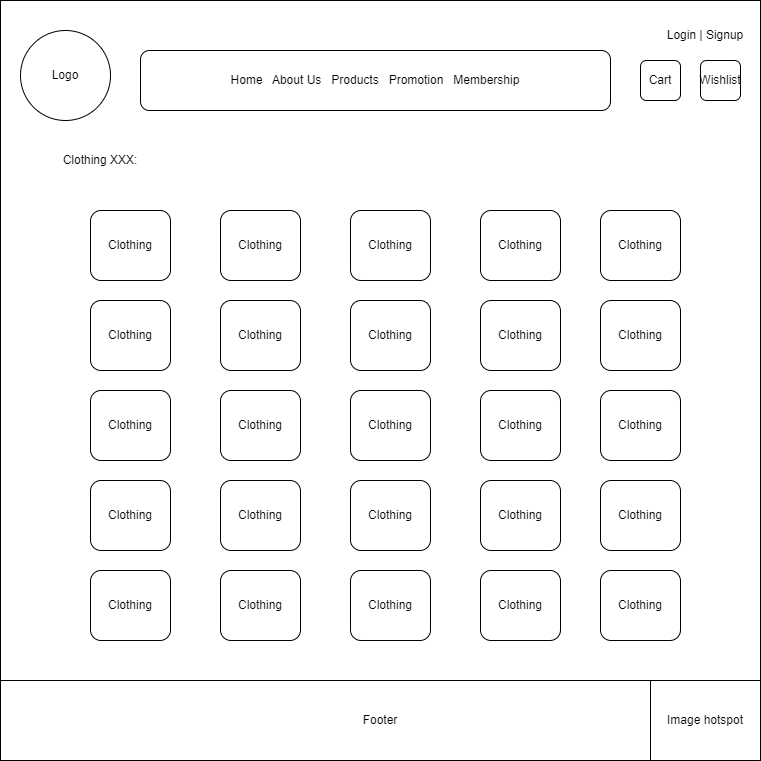 Login | Signup
Logo
Home About Us Products Promotion Membership
Cart
Wishlist
Clothing XXX:
Clothing Clothing Clothing Clothing Clothing
Clothing Clothing Clothing Clothing Clothing
Clothing Clothing Clothing Clothing Clothing
Clothing Clothing Clothing Clothing Clothing
Clothing Clothing Clothing Clothing Clothing
Footer
Image hotspot